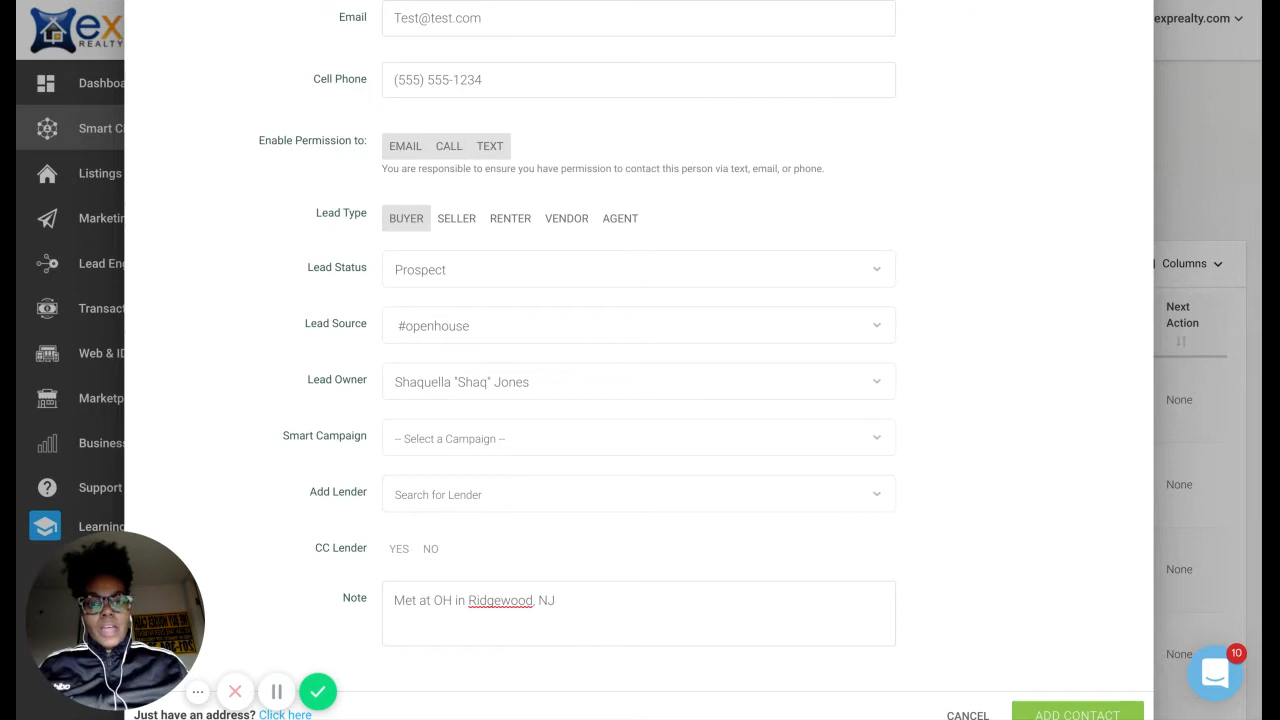 ex
REALTY
exprealty.com
Email
Test@test.com
Dashboa
Cell Phone
(555) 555-1234
Smart C
Enable Permission to:
EMAIL CALL TEXT
You are responsible to ensure you have permission to contact this person via text, email, or phone.
Listings
Marketin
Lead Type
BUYER SELLER RENTER VENDOR AGENT
Lead En
Lead Status
Prospect
Columns
Next
Action
Transact
Lead Source
#openhouse
Web & ID
Lead Owner
Shaquella "Shaq" Jones
Marketp
None
Smart Campaign
-- Select a Campaign --
Business
Support
Add Lender
Search for Lender
None
Learning
CC Lender
YES NO
None
Note
Met at OH in Ridgewood, NJ
None
10
Just have an address? Click here
CANCEL
ADD CONTACT